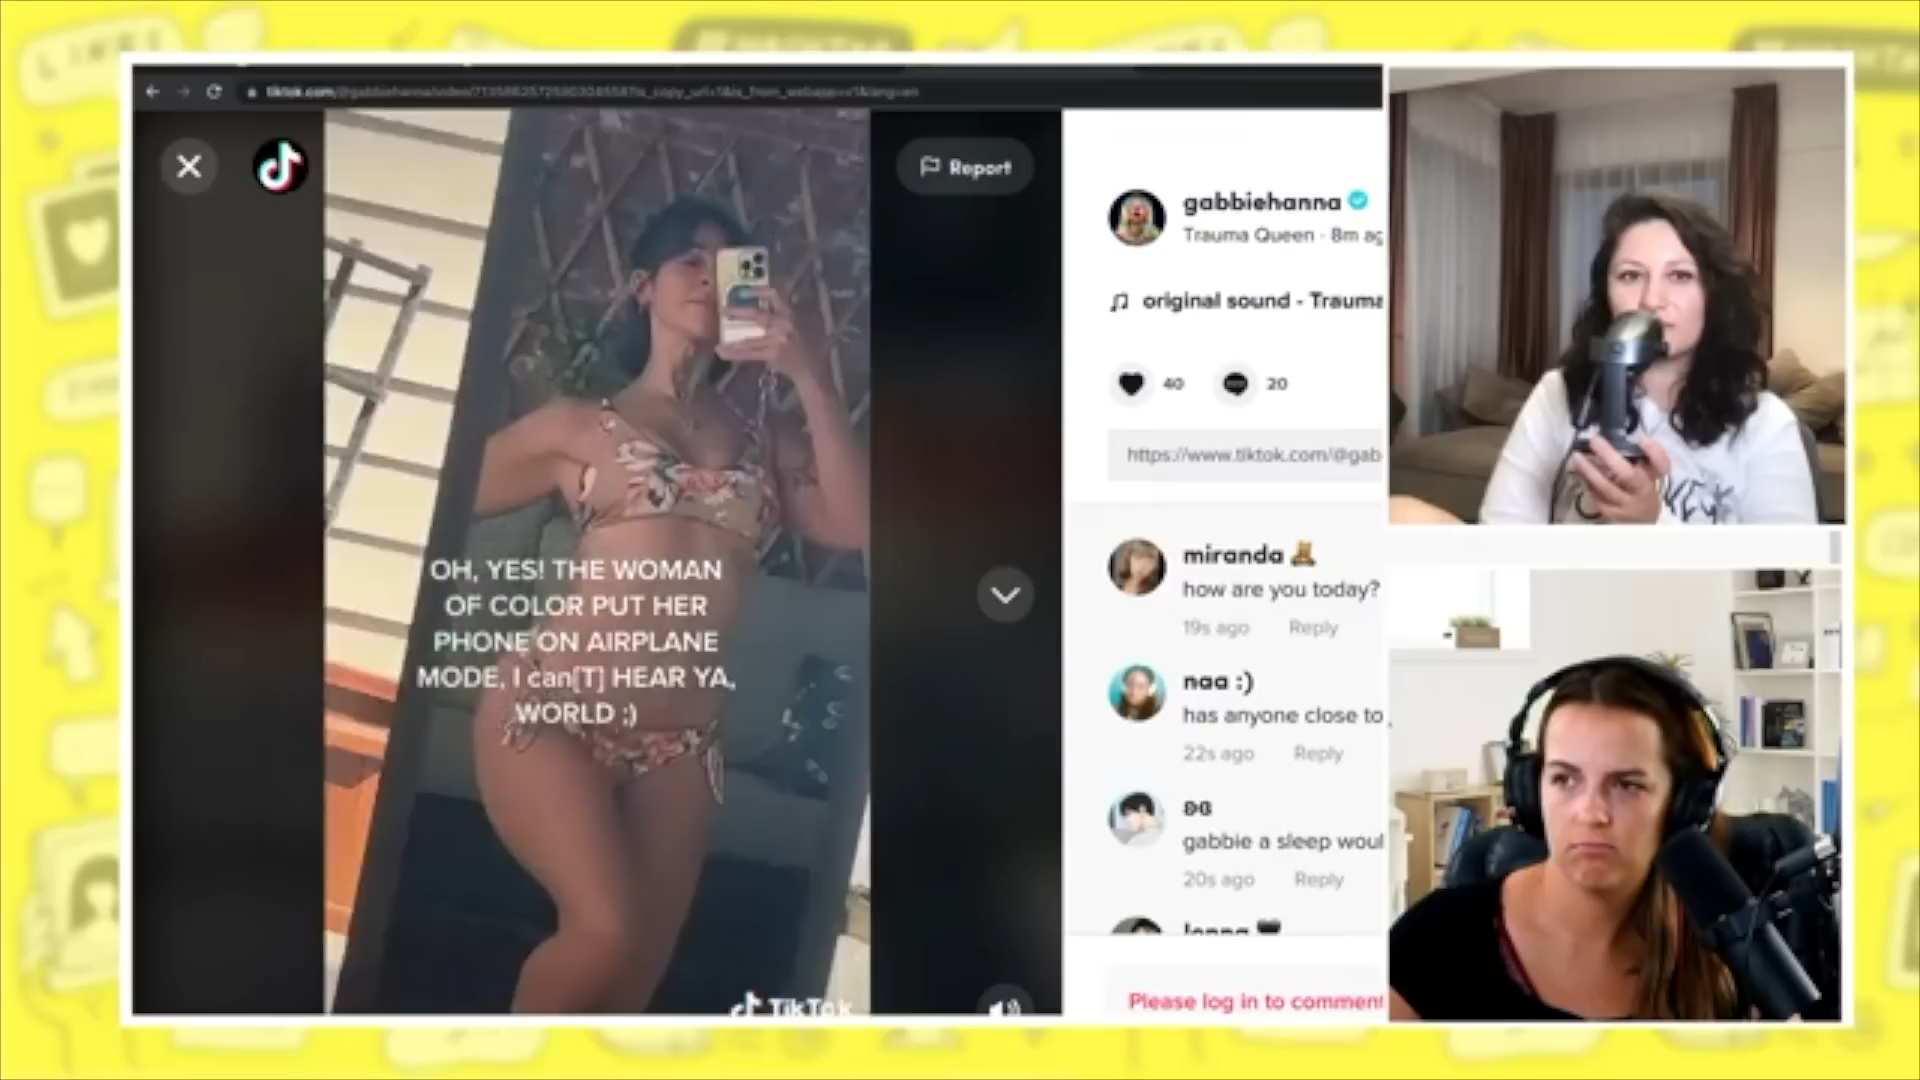 LIKE!
tiktok.com
Report
gabbiehanna
Trauma Queen · 8m ag
original sound - Trauma
40
20
https://www.tiktok.com/@gab
OH, YES! THE WOMAN
OF COLOR PUT HER
PHONE ON AIRPLANE
MODE, I can[T] HEAR YA,
WORLD :)
miranda
how are you today?
19s ago Reply
naa :)
has anyone close to
22s ago Reply
gabbie a sleep woul
20s ago Reply
TikTok
Please log in to comment